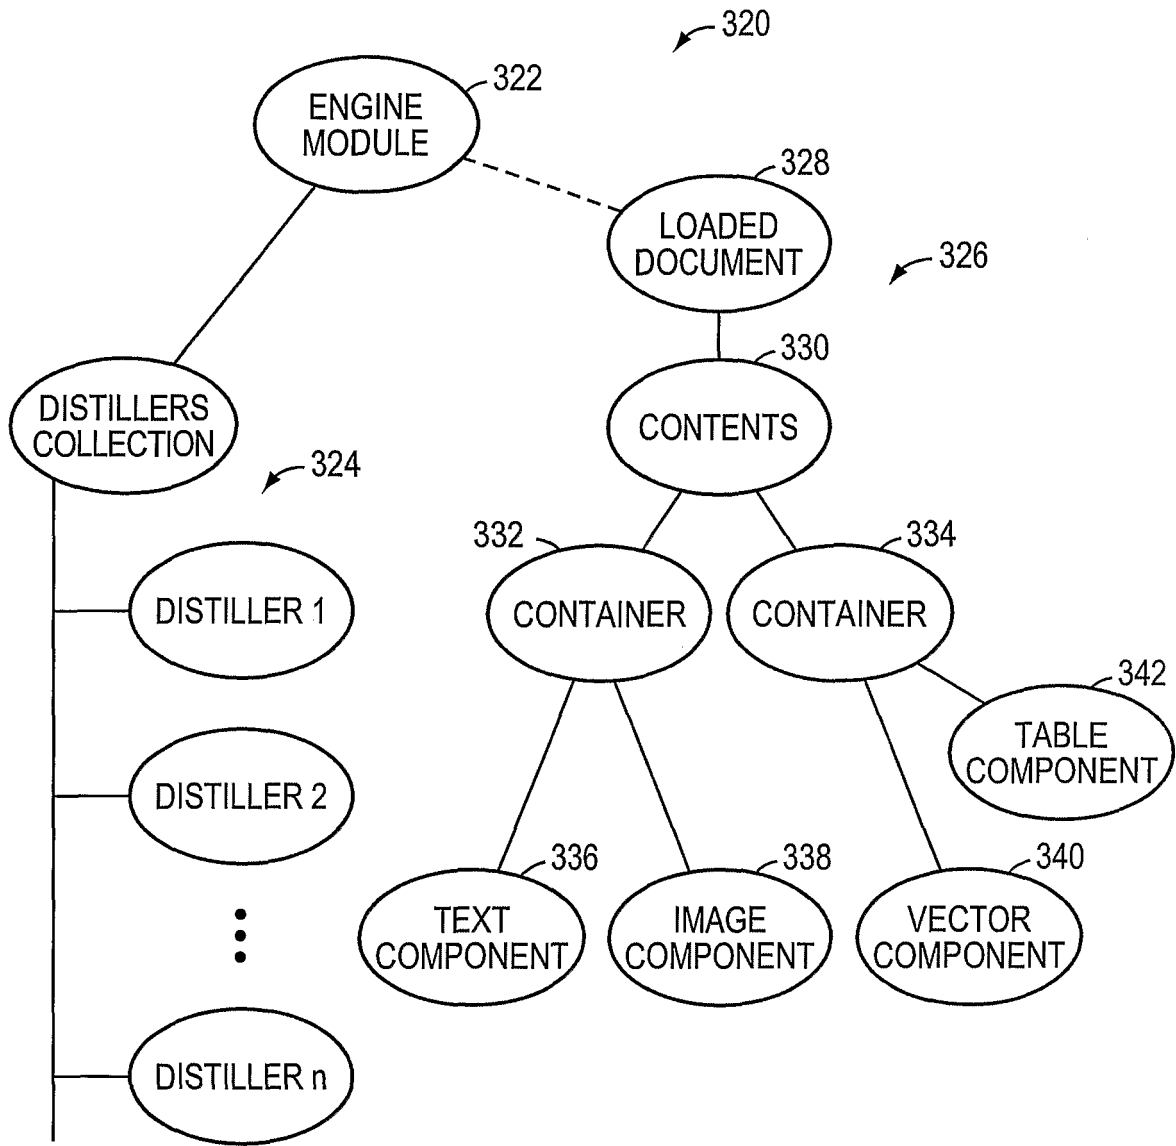 320
322
ENGINE
MODULE
328
LOADED
DOCUMENT
326
330
CONTENTS
DISTILLERS
COLLECTION
324
332
CONTAINER
334
CONTAINER
DISTILLER 1
342
TABLE
COMPONENT
DISTILLER 2
336
TEXT
COMPONENT
338
IMAGE
COMPONENT
340
VECTOR
COMPONENT
DISTILLER n